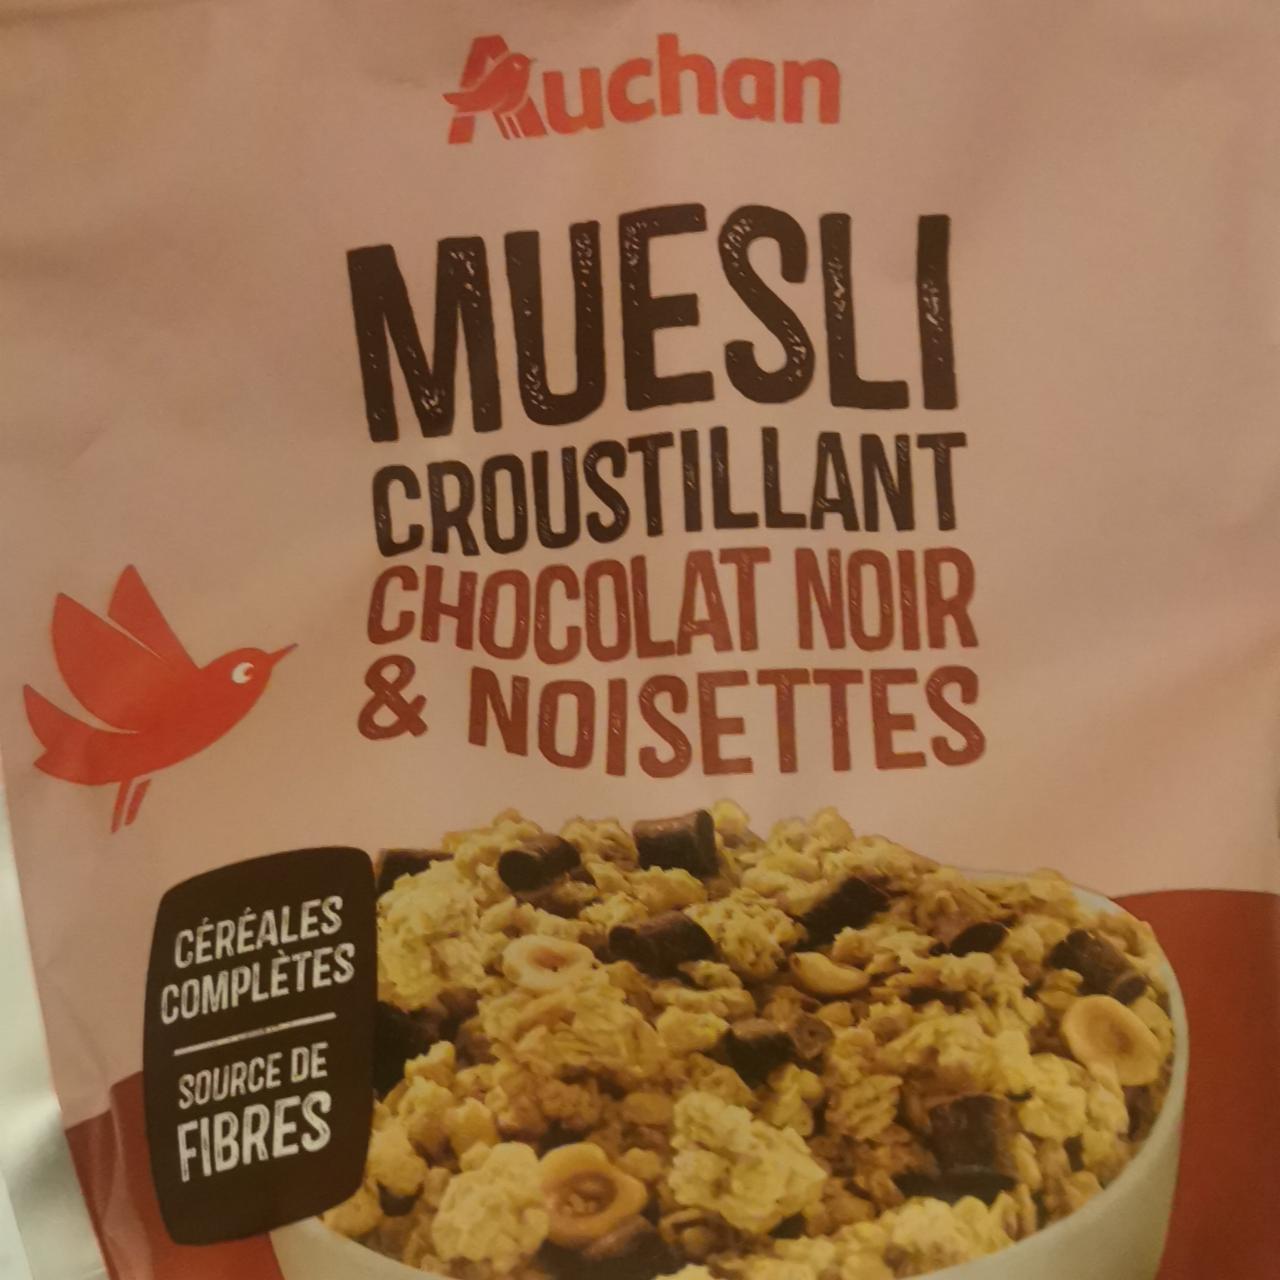 Auchan
MUESLI
CROUSTILLANT
CHOCOLAT NOIR
& NOISETTES
CÉRÉALES
COMPLÈTES
SOURCE DE
FIBRES